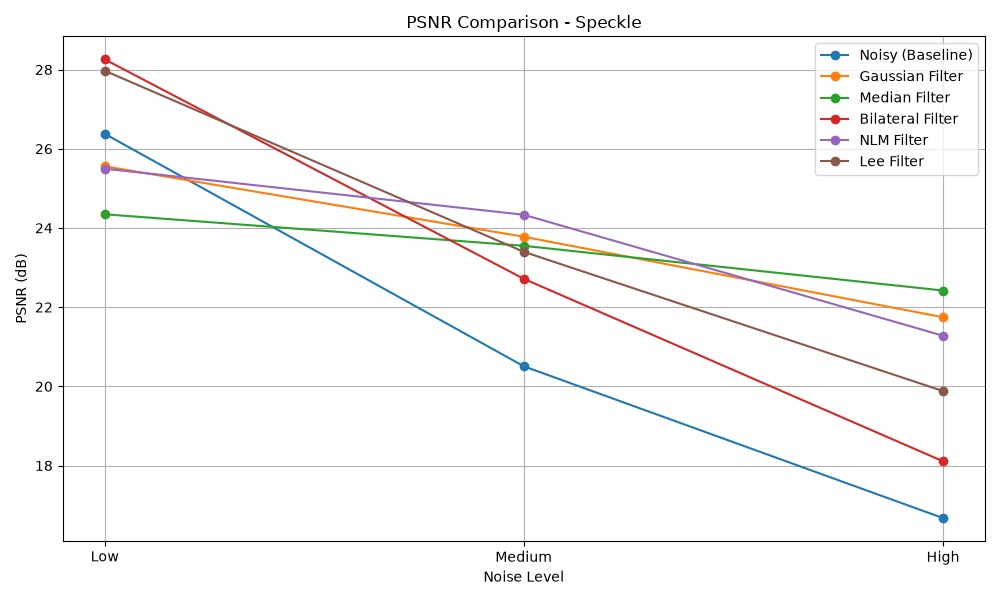 PSNR Comparison - Speckle
Noisy (Baseline)
Gaussian Filter
Median Filter
Bilateral Filter
NLM Filter
Lee Filter
PSNR (dB)
28
26
24
22
20
18
Low
Medium
High
Noise Level